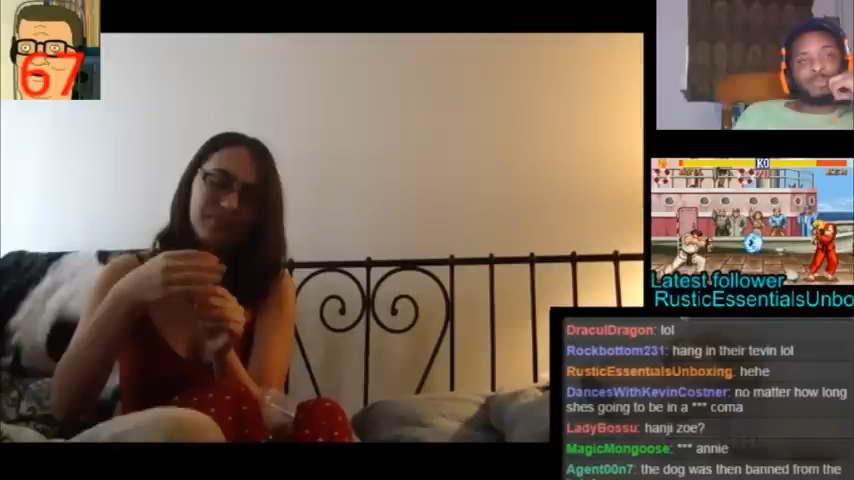 67
KO
KEN
Latest follower
RusticEssentialsUnbo
DraculDragon: lol
Rockbottom231: hang in their tevin lol
RusticEssentialsUnboxing: hehe
DancesWithKevinCostner: no matter how long
shes going to be in a *** coma
LadyBossu: hanji zoe?
MagicMongoose: *** annie
Agent00n7: the dog was then banned from the